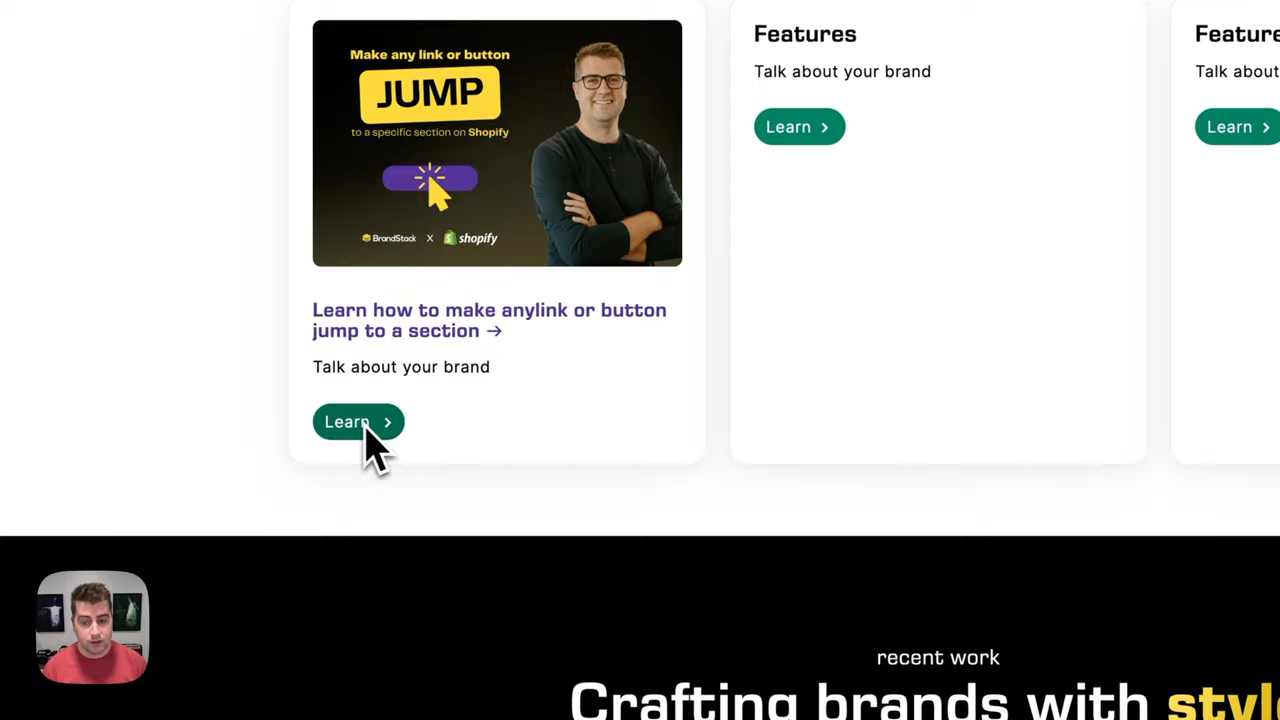 Make any link or button
JUMP
to a specific section on Shopify
BrandStack X shopify
Learn how to make anylink or button
jump to a section →
Talk about your brand
Learn >
Features
Talk about your brand
Learn >
Feature
Talk about
Learn >
recent work
Crafting brands with styl